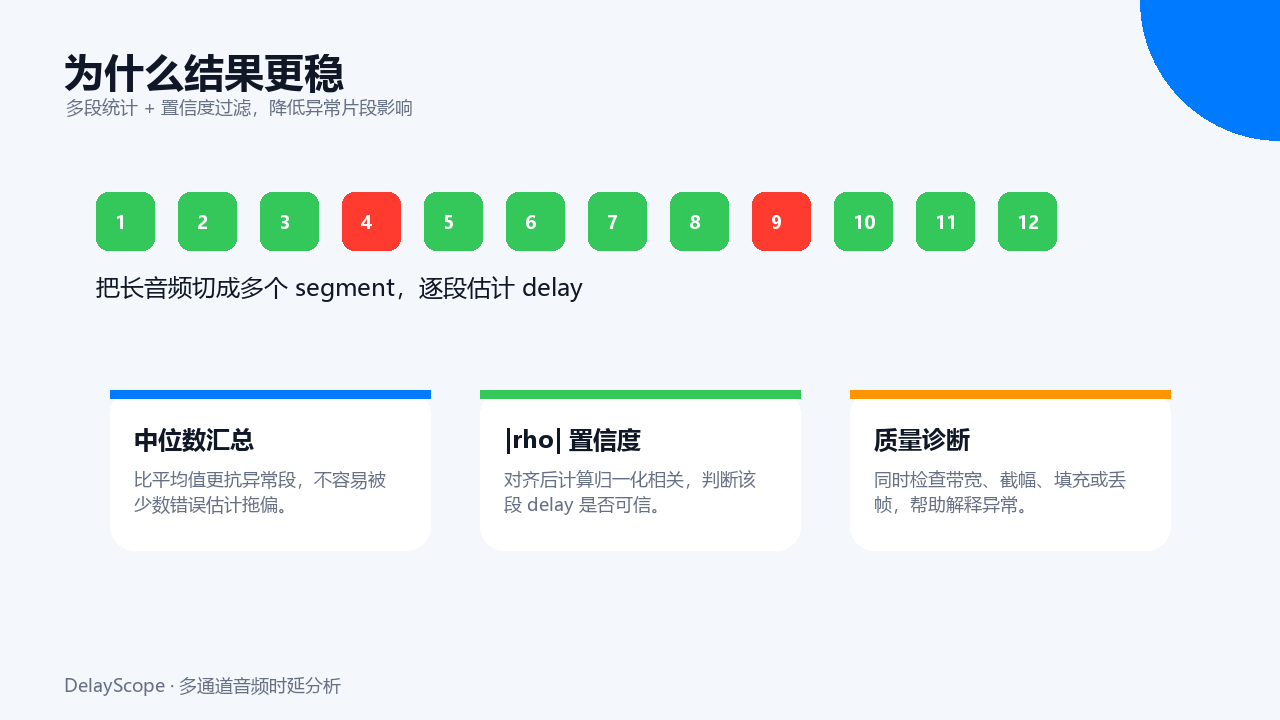 为什么结果更稳
多段统计 + 置信度过滤，降低异常片段影响
1 2 3 4 5 6 7 8 9 10 11 12
把长音频切成多个 segment，逐段估计 delay
中位数汇总
比平均值更抗异常段，不容易被
少数错误估计拖偏。
|rho| 置信度
对齐后计算归一化相关，判断该
段 delay 是否可信。
质量诊断
同时检查带宽、截幅、填充或丢
帧，帮助解释异常。
DelayScope · 多通道音频时延分析